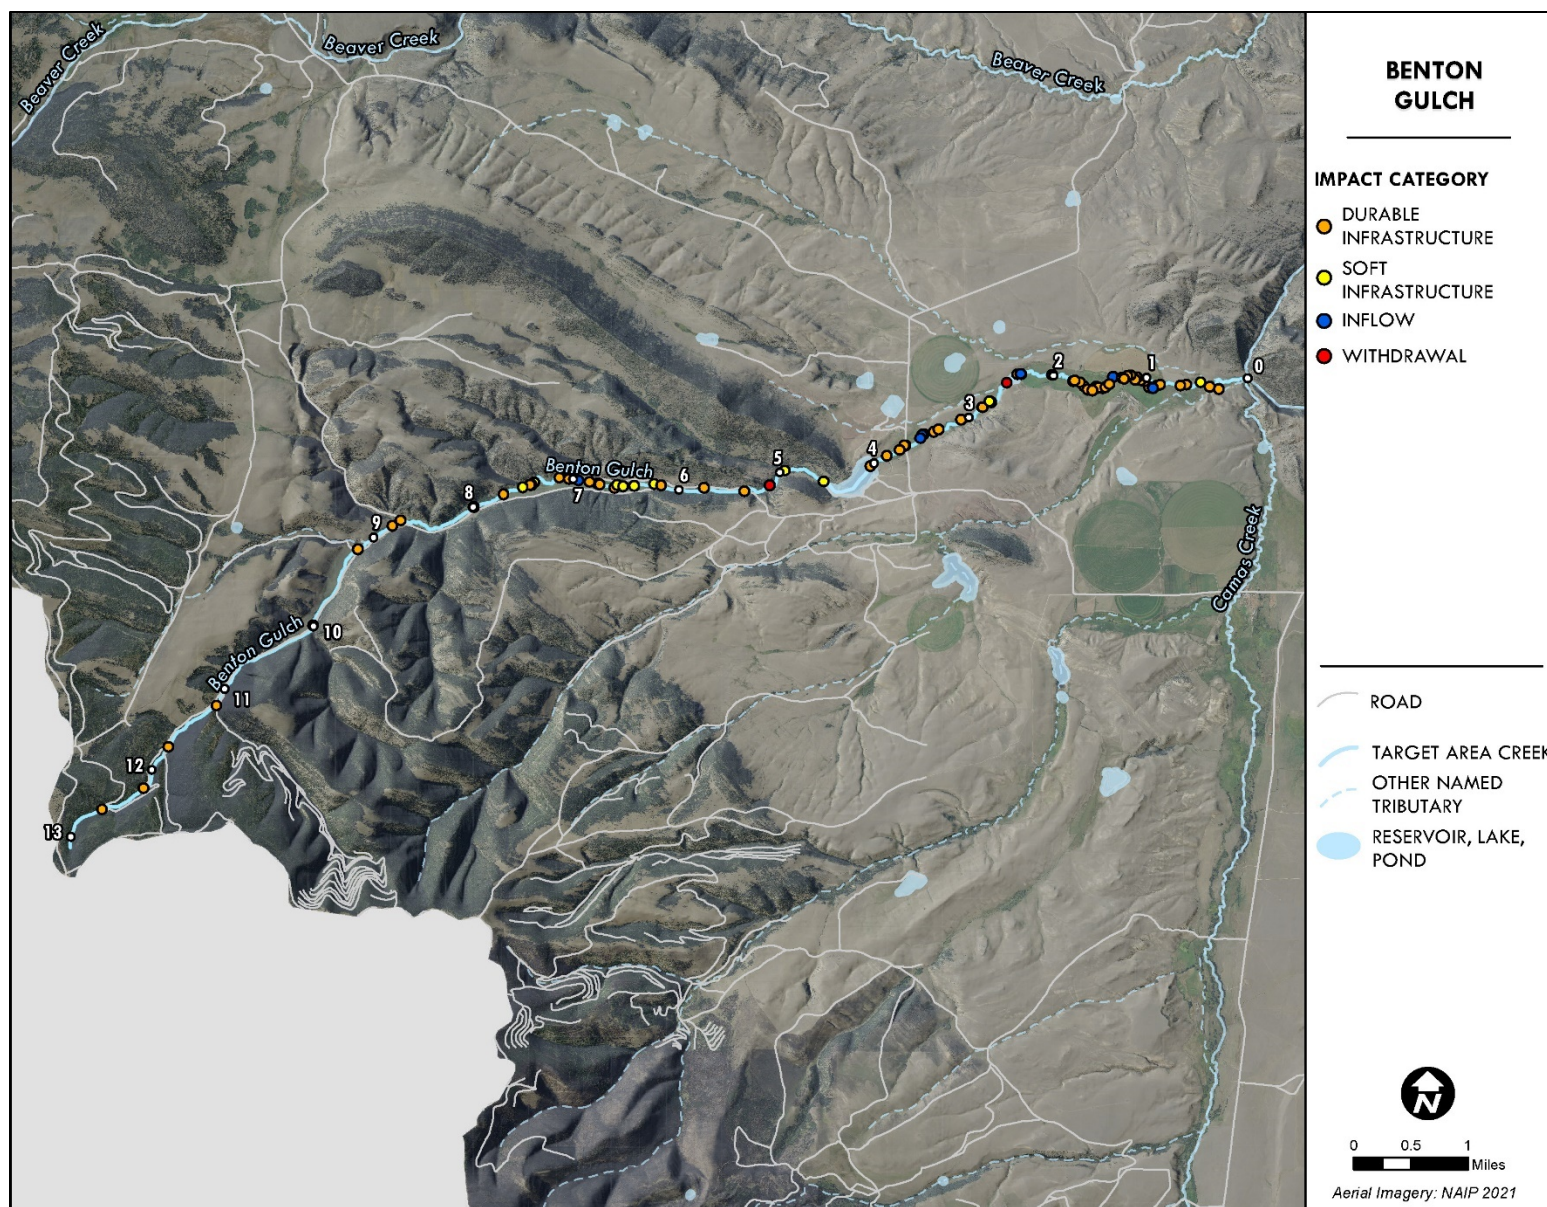 Beaver Creek
Beaver Creek
Beaver Creek
2
1
0
3
4
5
Benton Gulch
6
7
8
9
10
Benton Gulch
11
12
13
Camas Creek
BENTON
GULCH
IMPACT CATEGORY
DURABLE
INFRASTRUCTURE
SOFT
INFRASTRUCTURE
INFLOW
WITHDRAWAL
ROAD
TARGET AREA CREEK
OTHER NAMED
TRIBUTARY
RESERVOIR, LAKE,
POND
N
0 0.5 1
Miles
Aerial Imagery: NAIP 2021